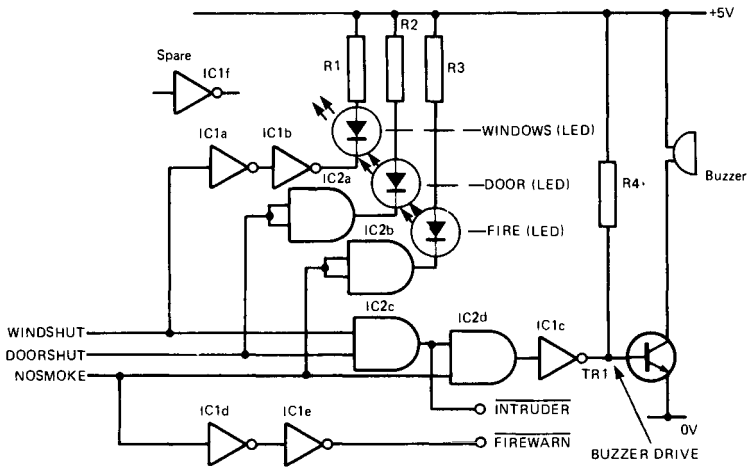 +5V
R2
Spare
IC1f
R1
R3
IC1a
IC1b
WINDOWS (LED)
IC2a
DOOR (LED)
R4
Buzzer
IC2b
FIRE (LED)
IC2c
IC2d
IC1c
WINDSHUT
DOORSHUT
NOSMOKE
TR1
INTRUDER
0V
IC1d
IC1e
FIREWARN
BUZZER DRIVE